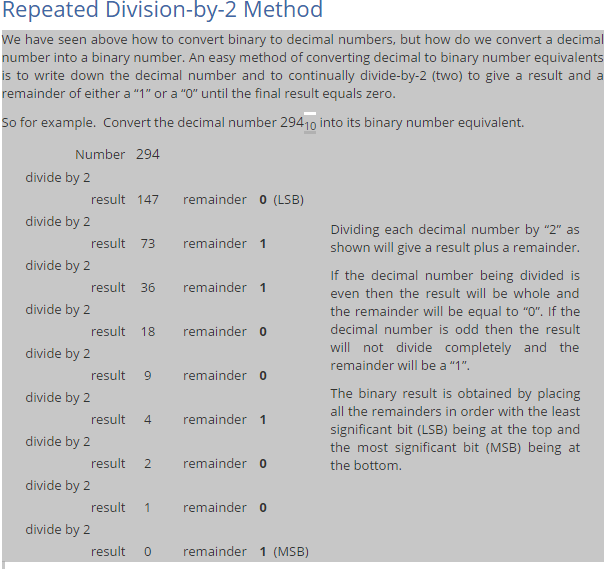 Repeated Division-by-2 Method
We have seen above how to convert binary to decimal numbers, but how do we convert a decimal
number into a binary number. An easy method of converting decimal to binary number equivalents
is to write down the decimal number and to continually divide-by-2 (two) to give a result and a
remainder of either a “1” or a “0” until the final result equals zero.
So for example. Convert the decimal number 294₁₀ into its binary number equivalent.
Number 294
divide by 2
result 147 remainder 0 (LSB)
divide by 2
result 73 remainder 1
divide by 2
result 36 remainder 1
divide by 2
result 18 remainder 0
divide by 2
result 9 remainder 0
divide by 2
result 4 remainder 1
divide by 2
result 2 remainder 0
divide by 2
result 1 remainder 0
divide by 2
result 0 remainder 1 (MSB)
Dividing each decimal number by “2” as
shown will give a result plus a remainder.
If the decimal number being divided is
even then the result will be whole and
the remainder will be equal to “0”. If the
decimal number is odd then the result
will not divide completely and the
remainder will be a “1”.
The binary result is obtained by placing
all the remainders in order with the least
significant bit (LSB) being at the top and
the most significant bit (MSB) being at
the bottom.